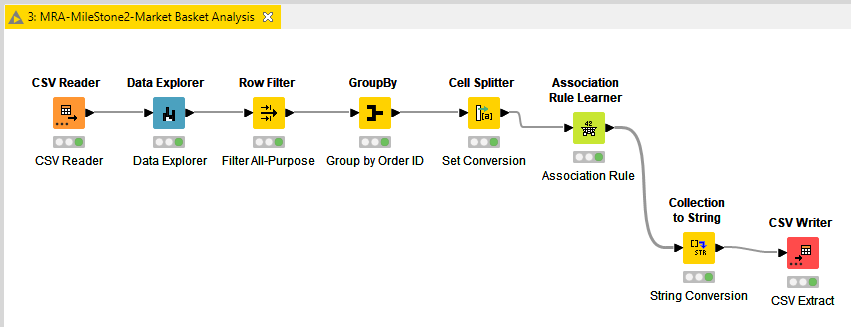 3: MRA-MileStone2-Market Basket Analysis
CSV Reader
Data Explorer
Row Filter
GroupBy
Cell Splitter
Association
Rule Learner
[a]
42
CSV Reader
Data Explorer
Filter All-Purpose
Group by Order ID
Set Conversion
Association Rule
Collection
to String
CSV Writer
STR
String Conversion
CSV Extract